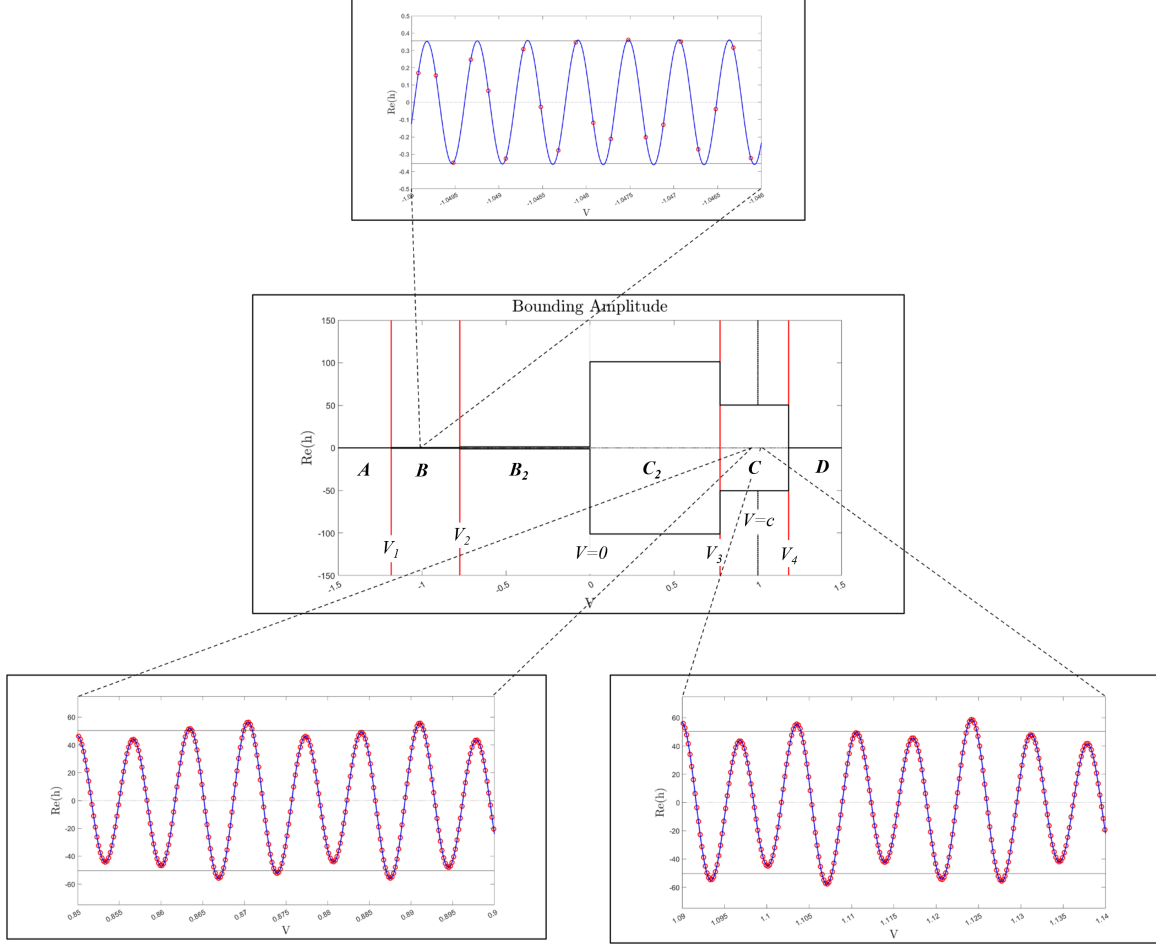 0.5
0.4
0.3
0.2
0.1
0
-0.1
-0.2
-0.3
-0.4
-0.5
Re(h)
-1.05 -1.0495 -1.049 -1.0485 -1.048 -1.0475 -1.047 -1.0465 -1.046
V
Bounding Amplitude
150
100
50
0
-50
-100
-150
Re(h)
A B B2 C2 C D
V=c
V1 V2 V=0 V3 V4
-1.5 -1 -0.5 0 0.5 1 1.5
V
60
40
20
0
-20
-40
-60
Re(h)
0.85 0.855 0.86 0.865 0.87 0.875 0.88 0.885 0.89 0.895 0.9
V
60
40
20
0
-20
-40
-60
Re(h)
1.09 1.095 1.1 1.105 1.11 1.115 1.12 1.125 1.13 1.135 1.14
V